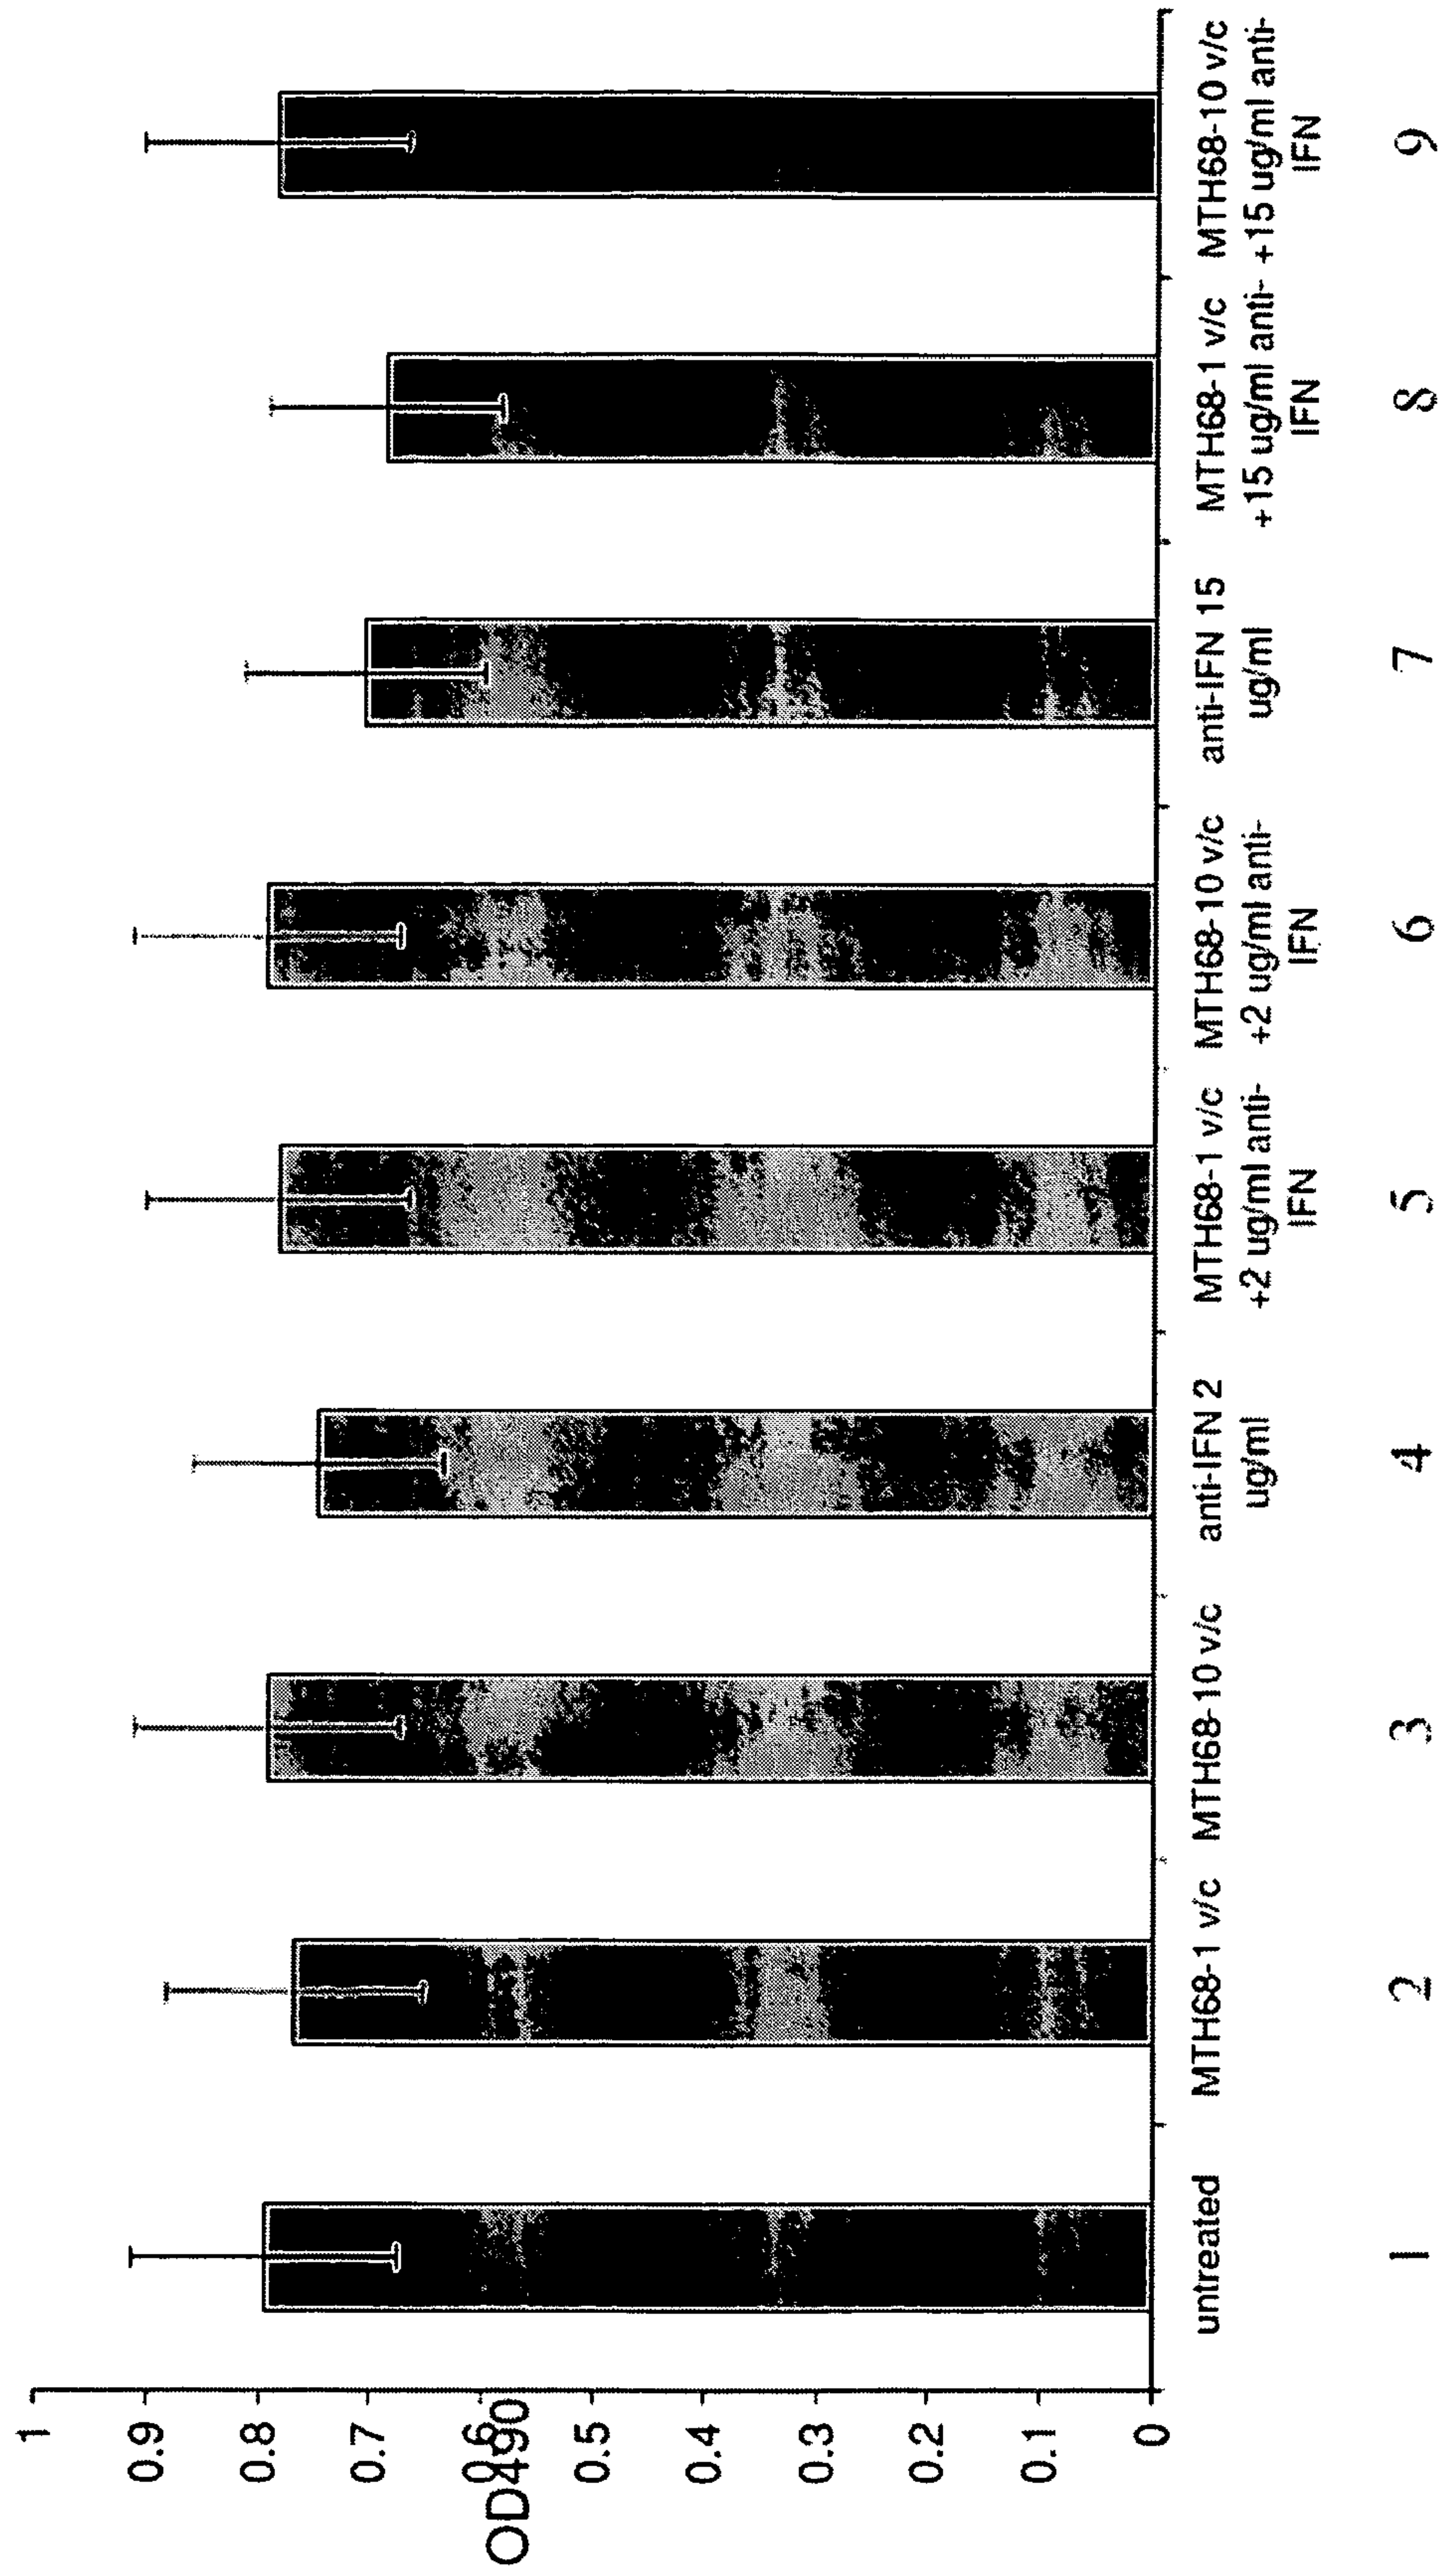 OD490
1
0.9
0.8
0.7
0.6
0.5
0.4
0.3
0.2
0.1
0
untreated
MTH68-1 v/c
MTH68-10 v/c
anti-IFN 2
ug/ml
MTH68-1 v/c
+2 ug/ml anti-
IFN
MTH68-10 v/c
+2 ug/ml anti-
IFN
anti-IFN 15
ug/ml
MTH68-1 v/c
+15 ug/ml anti-
IFN
MTH68-10 v/c
+15 ug/ml anti-
IFN
1
2
3
4
5
6
7
8
9